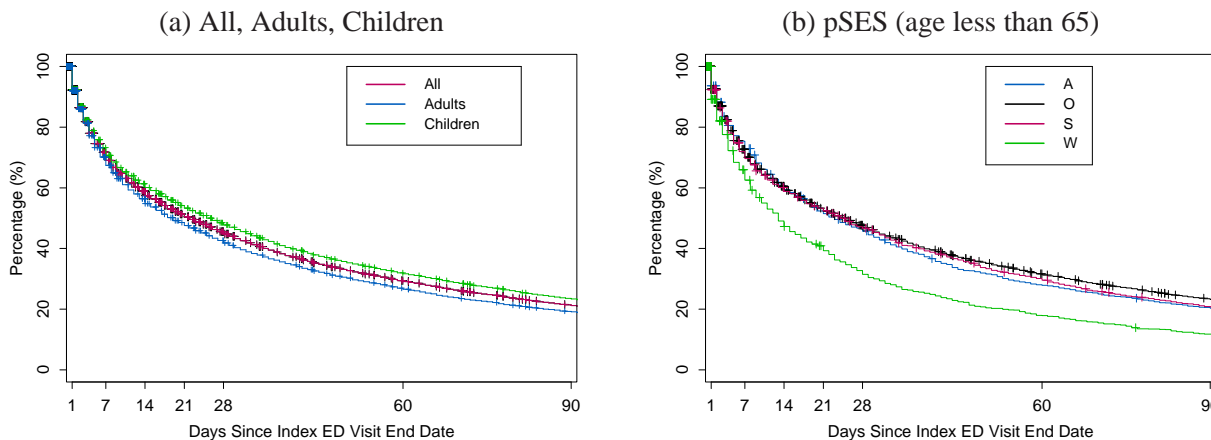 (a) All, Adults, Children
Percentage (%)
100
80
60
40
20
0
All
Adults
Children
1 7 14 21 28 60 90
Days Since Index ED Visit End Date
(b) pSES (age less than 65)
Percentage (%)
100
80
60
40
20
0
A
O
S
W
1 7 14 21 28 60 90
Days Since Index ED Visit End Date